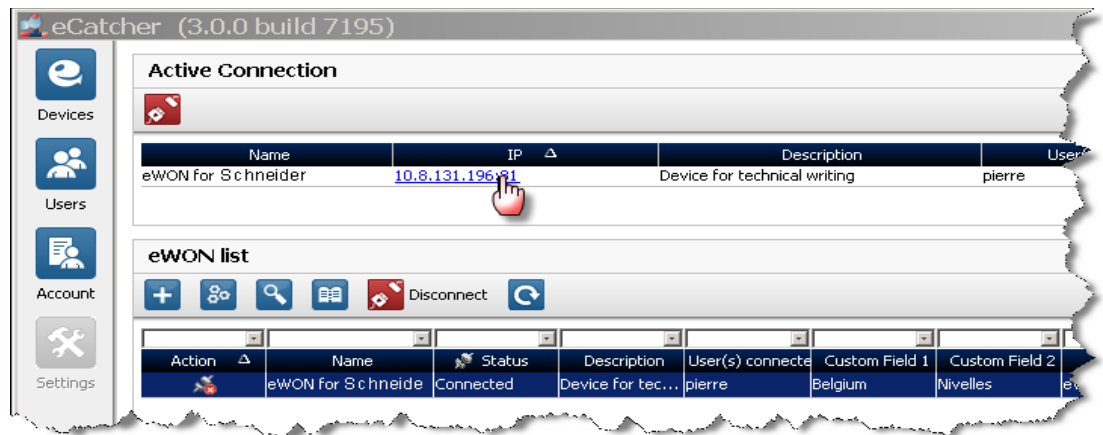 eCatcher (3.0.0 build 7195)
Devices
Users
Account
Settings
Active Connection
Name IP Description User
eWON for Schneider 10.8.131.196:81 Device for technical writing pierre
eWON list
Disconnect
Action Name Status Description User(s) connecte Custom Field 1 Custom Field 2
eWON for Schneide Connected Device for tec... pierre Belgium Nivelles